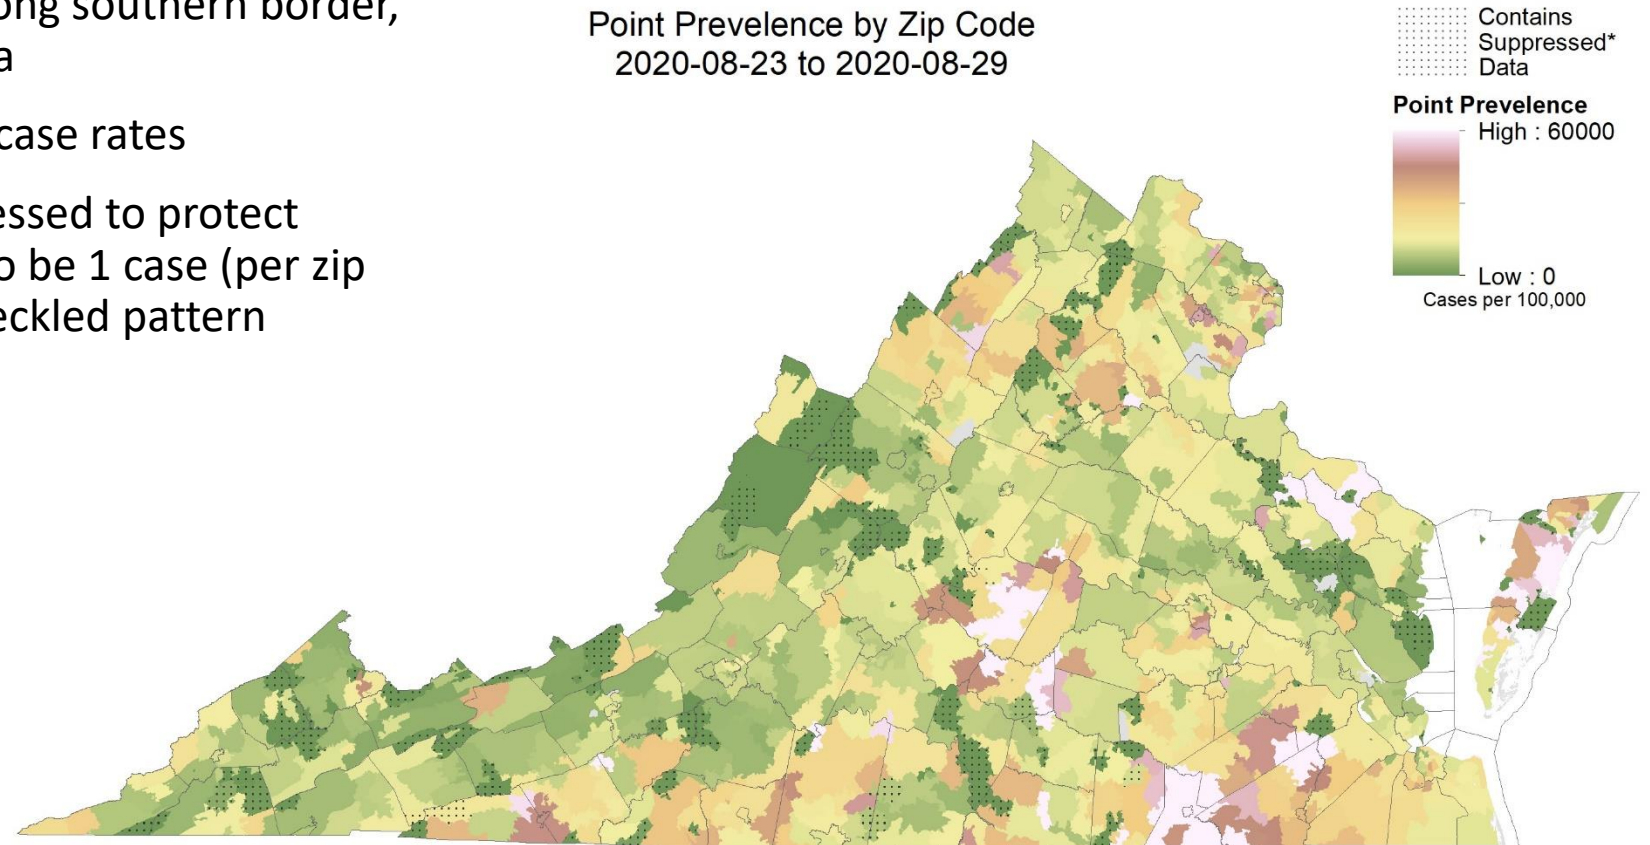 ong southern border,
a
case rates
essed to protect
o be 1 case (per zip
eckled pattern
Point Prevelence by Zip Code
2020-08-23 to 2020-08-29
Contains
Suppressed*
Data
Point Prevelence
High : 60000
Low : 0
Cases per 100,000